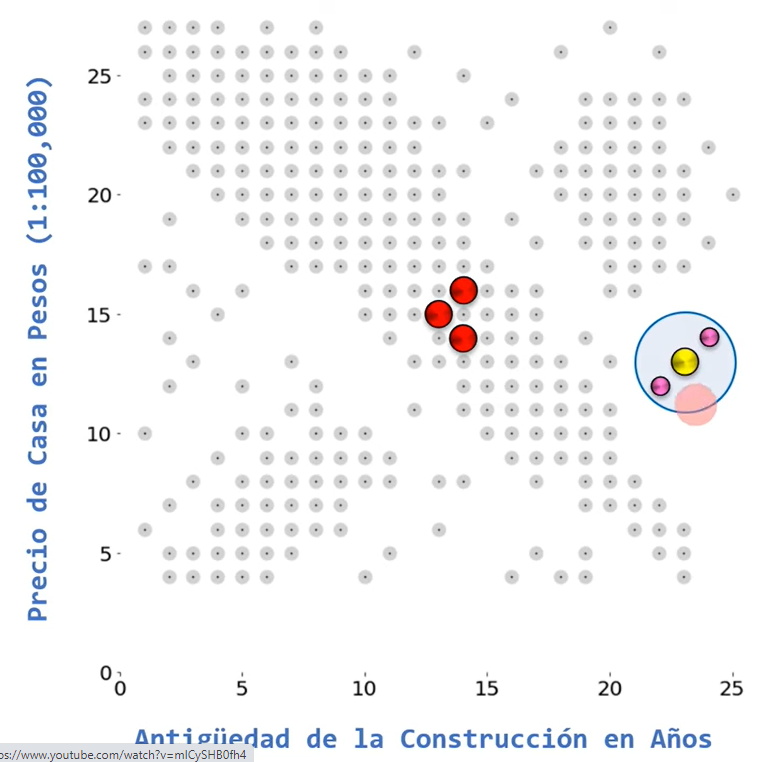 Precio de Casa en Pesos (1:100,000)
25
20
15
10
5
0
0 5 10 15 20 25
Antigüedad de la Construcción en Años
ps://www.youtube.com/watch?v=mICySHB0fh4